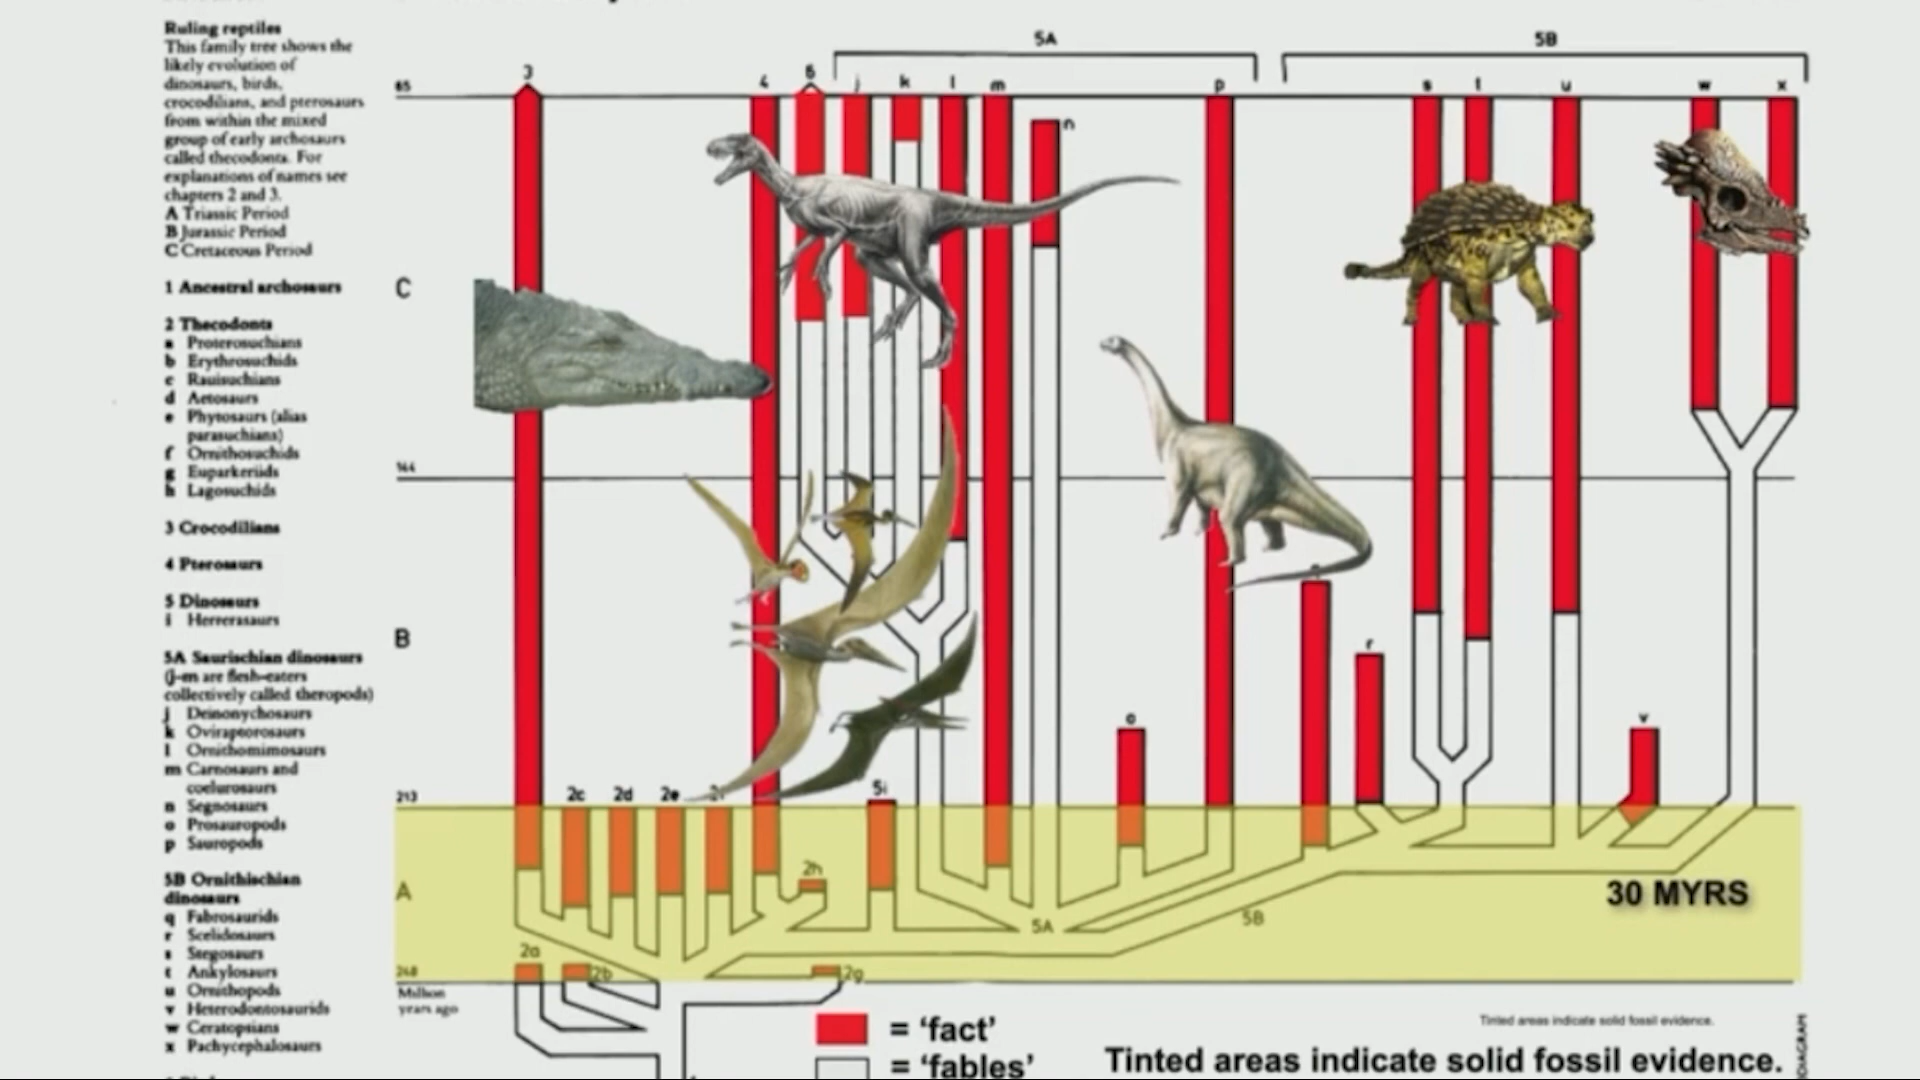 Ruling reptiles
This family tree shows the
likely evolution of
dinosaurs, birds,
crocodilians, and pterosaurs
from within the mixed
group of early archosaurs
called thecodonts. For
explanations of names see
chapters 2 and 3.
A Triassic Period
B Jurassic Period
C Cretaceous Period
1 Ancestral archosaurs
2 Thecodonts
a Proterosuchians
b Erythrosuchids
c Rauisuchians
d Aetosaurs
e Phytosaurs (alias
parasuchians)
f Ornithosuchids
g Euparkeriids
h Lagosuchids
3 Crocodilians
4 Pterosaurs
5 Dinosaurs
i Herrerasaurs
5A Saurischian dinosaurs
(j-m are flesh-eaters
collectively called theropods)
j Deinonychosaurs
k Oviraptorosaurs
l Ornithomimosaurs
m Carnosaurs and
coelurosaurs
n Segnosaurs
o Prosauropods
p Sauropods
5B Ornithischian
dinosaurs
q Fabrosaurids
r Scelidosaurs
s Stegosaurs
t Ankylosaurs
u Ornithopods
v Heterodontosaurids
w Ceratopsians
x Pachycephalosaurs
5A 5B
3 4 6 j k l m p s t u w x
65
n
C
144
B
r
o v
213 2c 2d 2e 5i
2h
A 30 MYRS
5A 5B
2a
248 2b 2g
Million
years ago
= 'fact'
= 'fables'
Tinted areas indicate solid fossil evidence.
Tinted areas indicate solid fossil evidence.
DIAGRAM